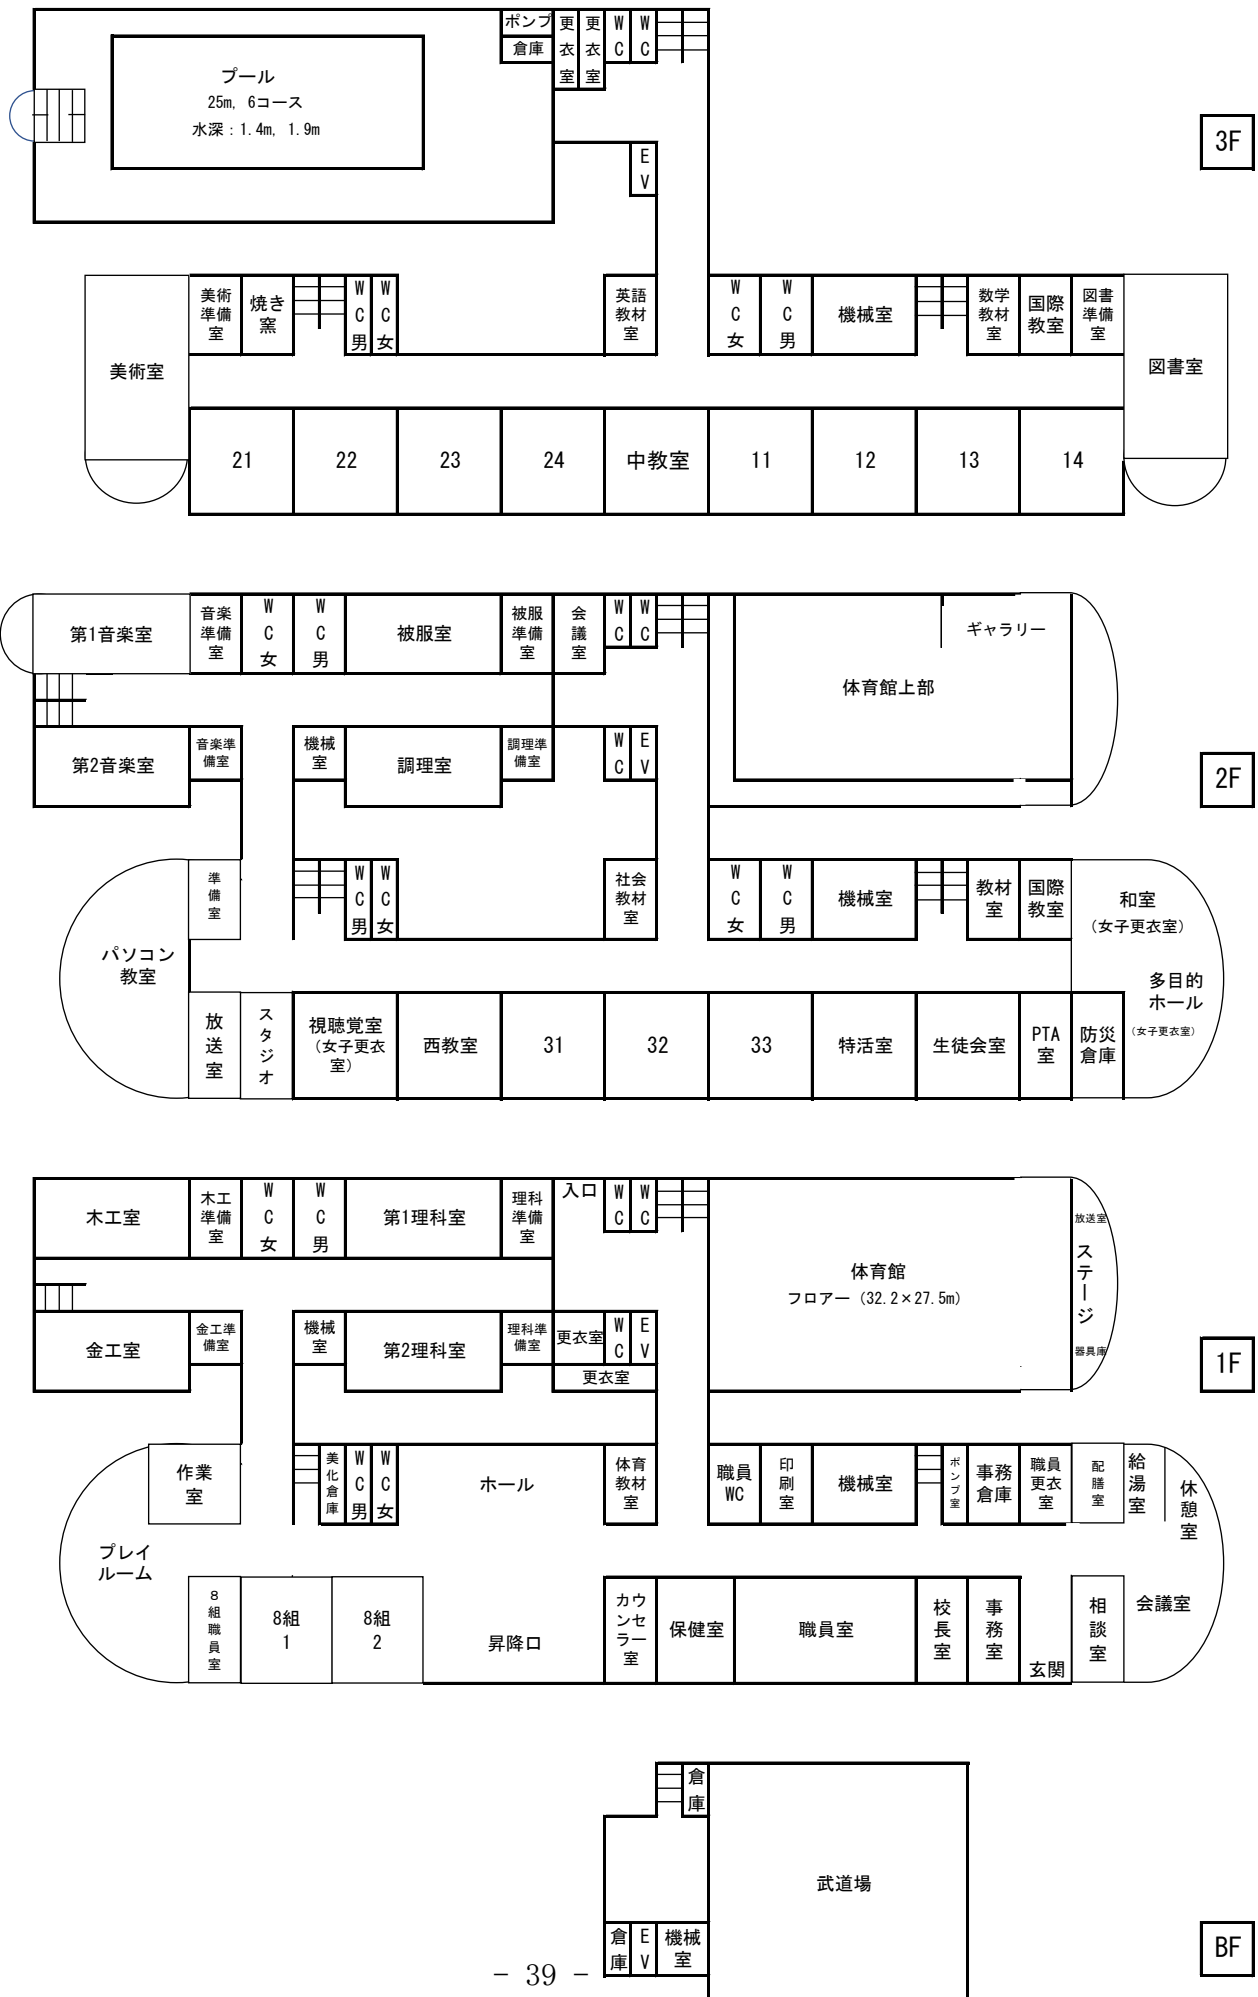 ポンプ
倉庫
更衣室
更衣室
WC
WC
プール
25m, 6コース
水深：1.4m, 1.9m
EV
3F
美術
準備
室
焼き
窯
WC男
WC女
英語
教材
室
WC女
WC男
機械室
数学
教材
室
国際
教室
図書
準備
室
美術室
図書室
21
22
23
24
中教室
11
12
13
14
第1音楽室
音楽
準備
室
WC女
WC男
被服室
被服
準備
室
会議室
WC
WC
ギャラリー
体育館上部
第2音楽室
音楽準
備室
機械
室
調理室
調理準
備室
WC
EV
2F
準備室
WC男
WC女
社会
教材
室
WC女
WC男
機械室
教材
室
国際
教室
和室
（女子更衣室）
パソコン
教室
多目的
ホール
（女子更衣室）
放送室
スタジオ
視聴覚室
（女子更衣
室）
西教室
31
32
33
特活室
生徒会室
PTA
室
防災
倉庫
木工室
木工
準備
室
WC女
WC男
第1理科室
理科
準備
室
入口
WC
WC
体育館
フロアー（32.2×27.5m）
放送室
ステージ
器具庫
金工室
金工準
備室
機械
室
第2理科室
理科準
備室
更衣室
WC
EV
更衣室
1F
作業
室
美化倉庫
WC男
WC女
ホール
体育
教材
室
職員
WC
印刷室
機械室
ポンプ室
事務
倉庫
職員
更衣
室
配膳室
給湯室
休憩室
プレイ
ルーム
8組職員室
8組
1
8組
2
昇降口
カウ
ンセ
ラー
室
保健室
職員室
校長室
事務室
玄関
相談室
会議室
倉庫
武道場
倉庫
EV
機械
室
BF
- 39 -